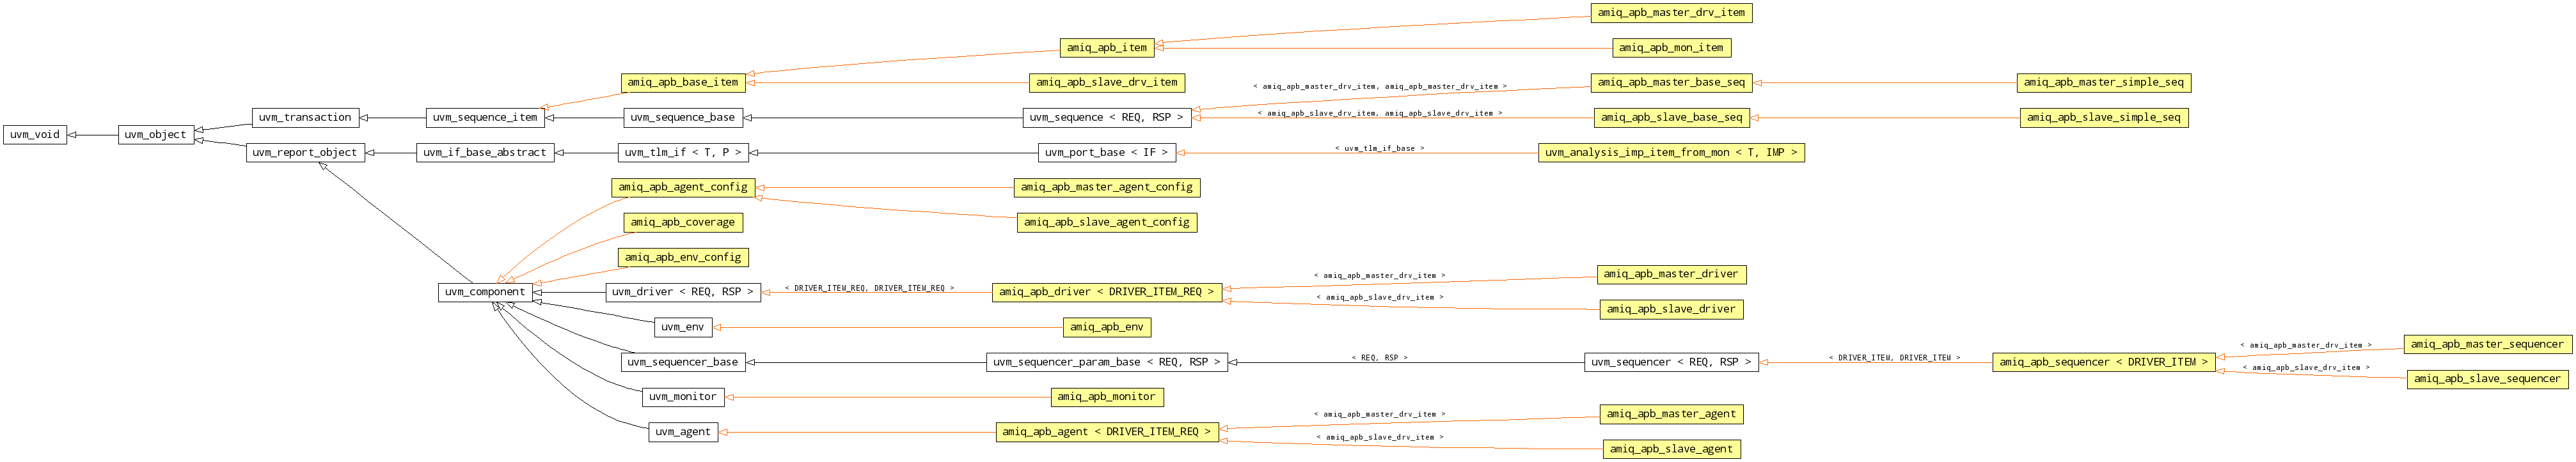 amiq_apb_master_drv_item
amiq_apb_item
amiq_apb_mon_item
amiq_apb_base_item
amiq_apb_slave_drv_item
< amiq_apb_master_drv_item, amiq_apb_master_drv_item >
amiq_apb_master_base_seq
amiq_apb_master_simple_seq
uvm_void
uvm_object
uvm_transaction
uvm_sequence_item
uvm_sequence_base
uvm_sequence < REQ, RSP >
< amiq_apb_slave_drv_item, amiq_apb_slave_drv_item >
amiq_apb_slave_base_seq
amiq_apb_slave_simple_seq
uvm_report_object
uvm_if_base_abstract
uvm_tlm_if < T, P >
uvm_port_base < IF >
< uvm_tlm_if_base >
uvm_analysis_imp_item_from_mon < T, IMP >
amiq_apb_agent_config
amiq_apb_master_agent_config
amiq_apb_coverage
amiq_apb_slave_agent_config
amiq_apb_env_config
uvm_component
uvm_driver < REQ, RSP >
< DRIVER_ITEM_REQ, DRIVER_ITEM_REQ >
amiq_apb_driver < DRIVER_ITEM_REQ >
< amiq_apb_master_drv_item >
amiq_apb_master_driver
< amiq_apb_slave_drv_item >
amiq_apb_slave_driver
uvm_env
amiq_apb_env
uvm_sequencer_base
uvm_sequencer_param_base < REQ, RSP >
< REQ, RSP >
uvm_sequencer < REQ, RSP >
< DRIVER_ITEM, DRIVER_ITEM >
amiq_apb_sequencer < DRIVER_ITEM >
< amiq_apb_master_drv_item >
amiq_apb_master_sequencer
< amiq_apb_slave_drv_item >
amiq_apb_slave_sequencer
uvm_monitor
amiq_apb_monitor
uvm_agent
amiq_apb_agent < DRIVER_ITEM_REQ >
< amiq_apb_master_drv_item >
amiq_apb_master_agent
< amiq_apb_slave_drv_item >
amiq_apb_slave_agent